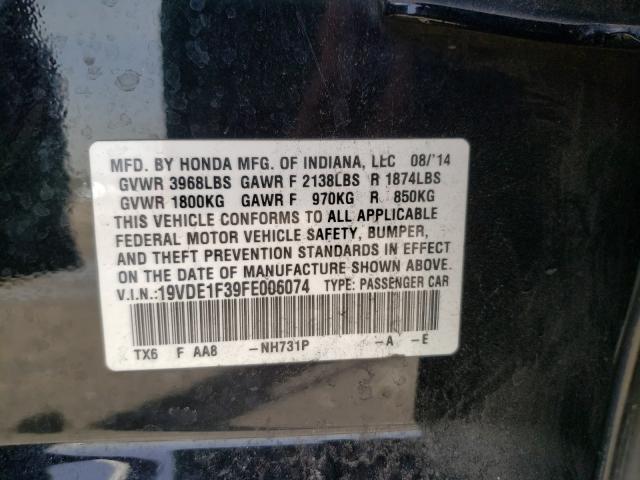 MFD. BY HONDA MFG. OF INDIANA, LLC 08/'14
GVWR 3968LBS GAWR F 2138LBS R 1874LBS
GVWR 1800KG GAWR F 970KG R 850KG
THIS VEHICLE CONFORMS TO ALL APPLICABLE
FEDERAL MOTOR VEHICLE SAFETY, BUMPER,
AND THEFT PREVENTION STANDARDS IN EFFECT
ON THE DATE OF MANUFACTURE SHOWN ABOVE.
V.I.N.:19VDE1F39FE006074 TYPE: PASSENGER CAR
TX6 F AA8 -NH731P -A -E